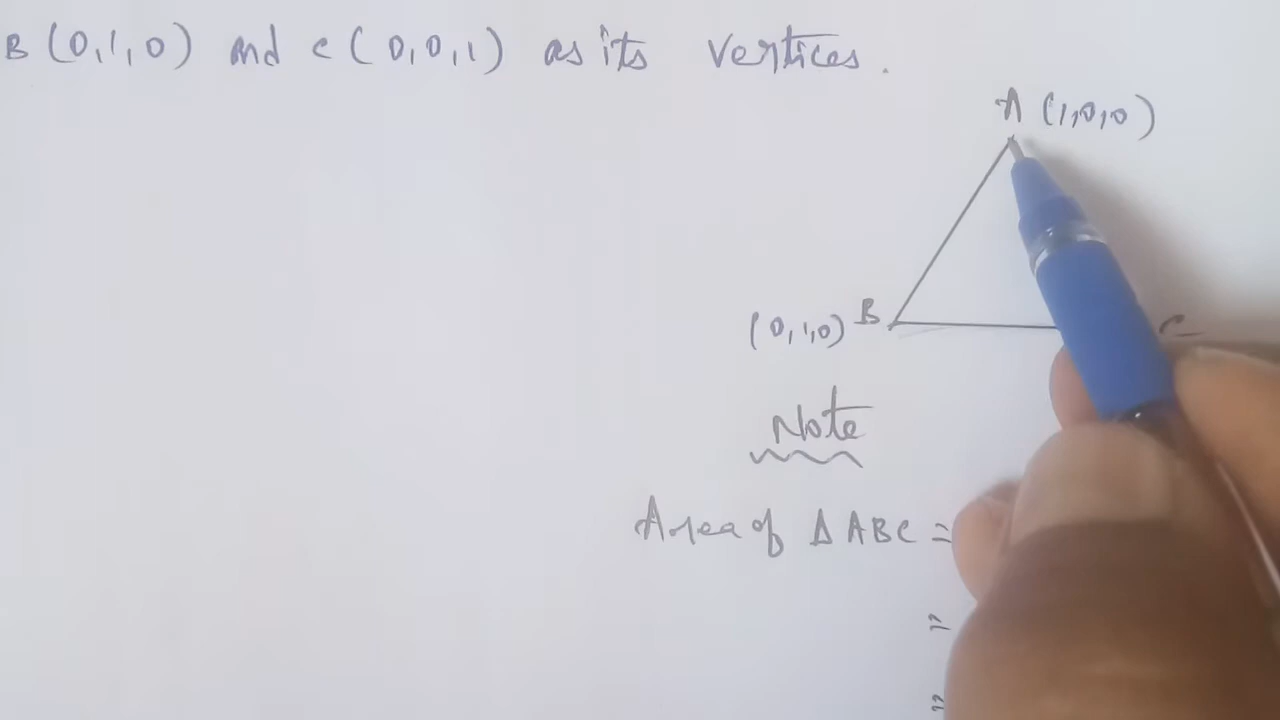 B (0,1,0) and C (0,0,1) as its vertices.
A (1,0,0)
(0,1,0) B
C
Note
Area of Δ ABC =
"
"